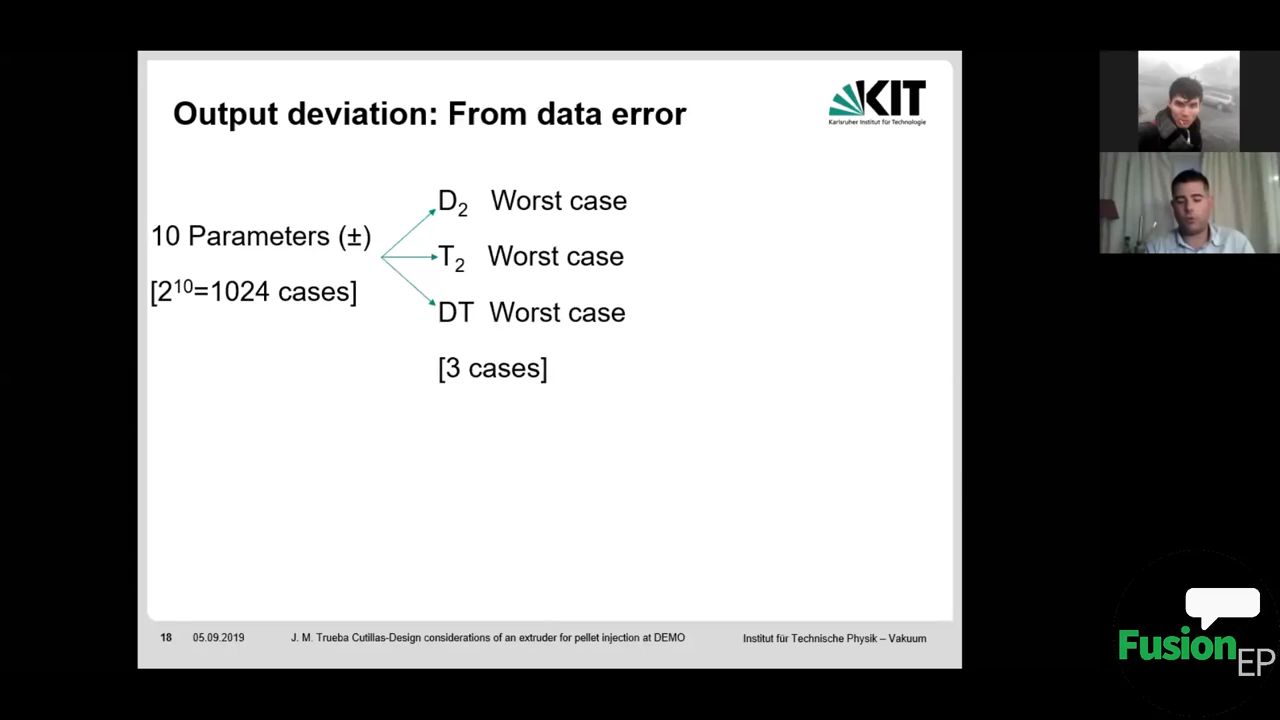 Output deviation: From data error
KIT
Karlsruher Institut für Technologie
10 Parameters (±)
[2¹⁰=1024 cases]
D₂ Worst case
T₂ Worst case
DT Worst case
[3 cases]
18 05.09.2019 J. M. Trueba Cutillas-Design considerations of an extruder for pellet injection at DEMO Institut für Technische Physik – Vakuum
Fusion
EP